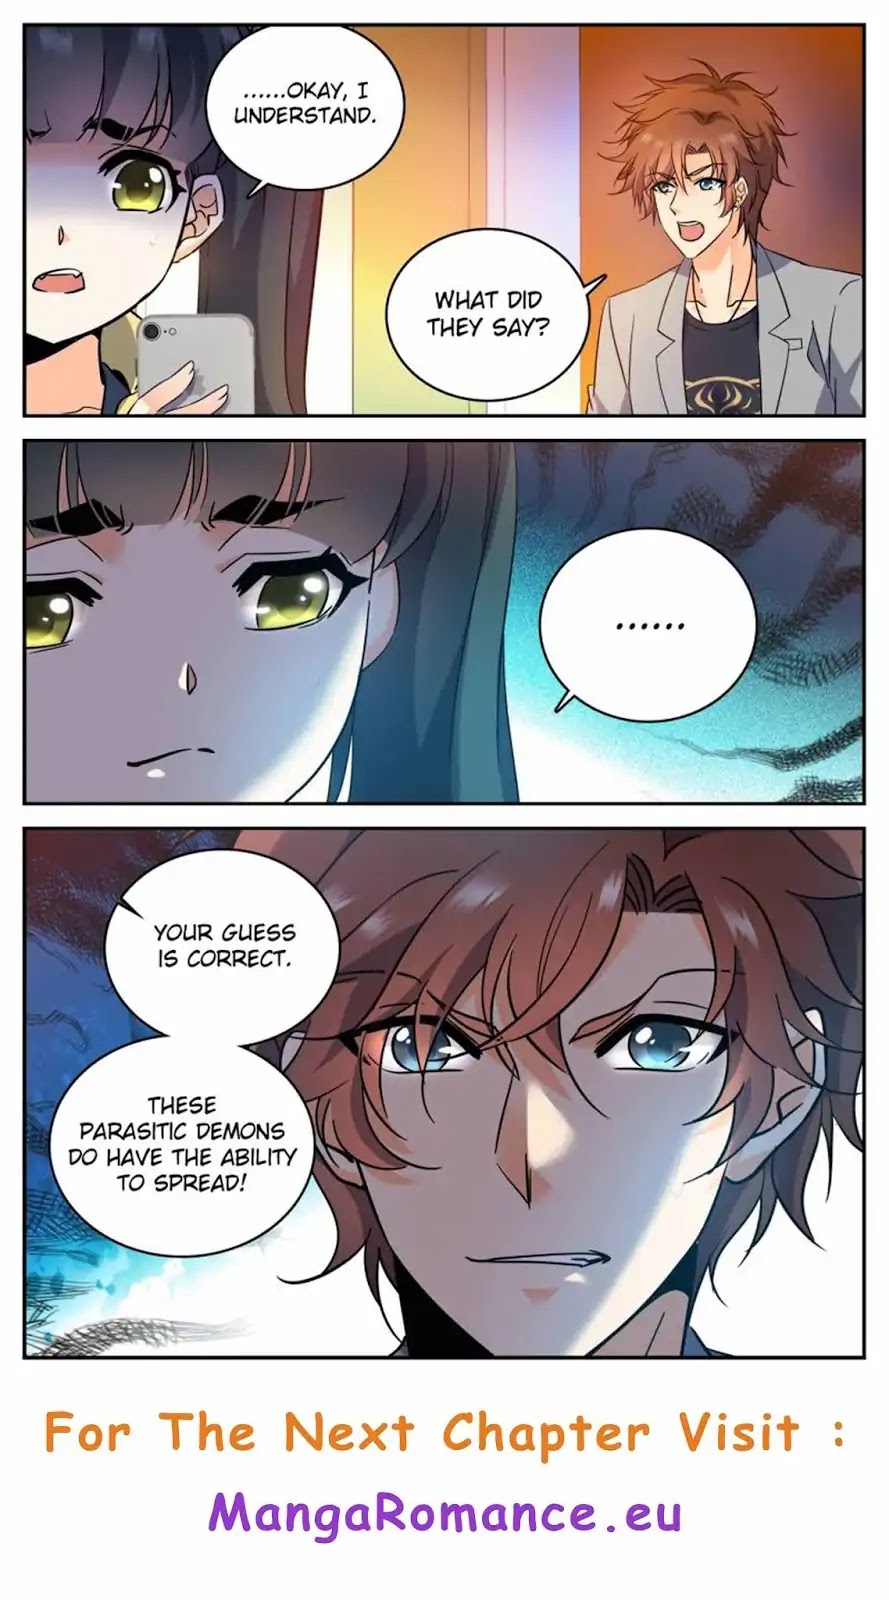 ......OKAY, I
UNDERSTAND.
WHAT DID
THEY SAY?
......
YOUR GUESS
IS CORRECT.
THESE
PARASITIC DEMONS
DO HAVE THE ABILITY
TO SPREAD!
For The Next Chapter Visit :
MangaRomance.eu